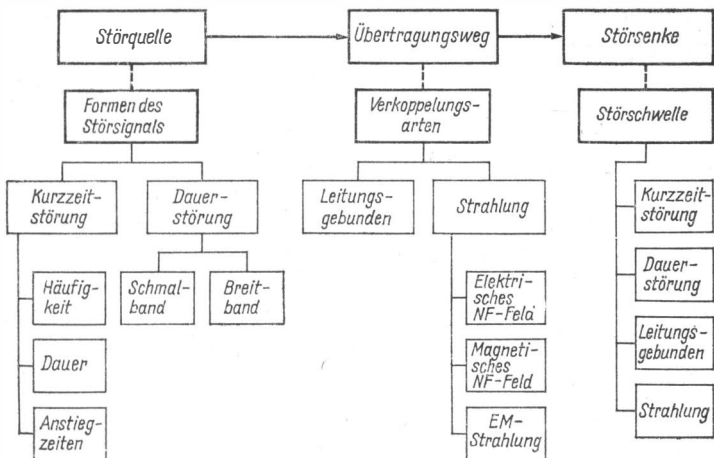 Störquelle
Übertragungsweg
Störsenke
Formen des
Störsignals
Verkoppelungs-
arten
Störschwelle
Kurzzeit-
störung
Dauer-
störung
Leitungs-
gebunden
Strahlung
Kurzzeit-
störung
Häufig-
keit
Schmal-
band
Breit-
band
Elektri-
sches
NF-Feld
Dauer-
störung
Dauer
Magneti-
sches
NF-Feld
Leitungs-
gebunden
Anstieg-
zeiten
EM-
Strahlung
Strahlung